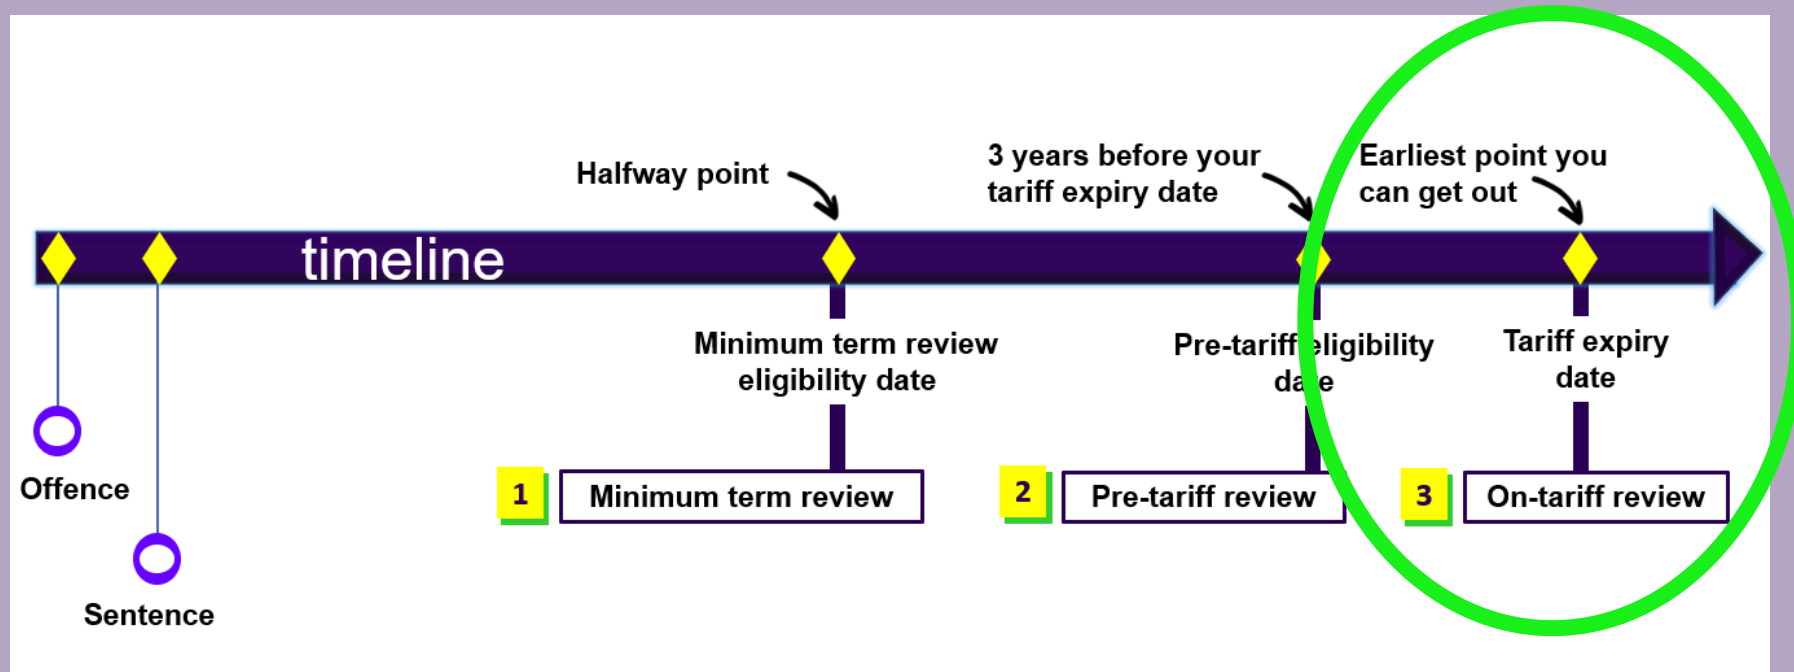 Halfway point
3 years before your
tariff expiry date
Earliest point you
can get out
timeline
Minimum term review
eligibility date
Pre-tariff eligibility
date
Tariff expiry
date
Offence
1
Minimum term review
2
Pre-tariff review
3
On-tariff review
Sentence